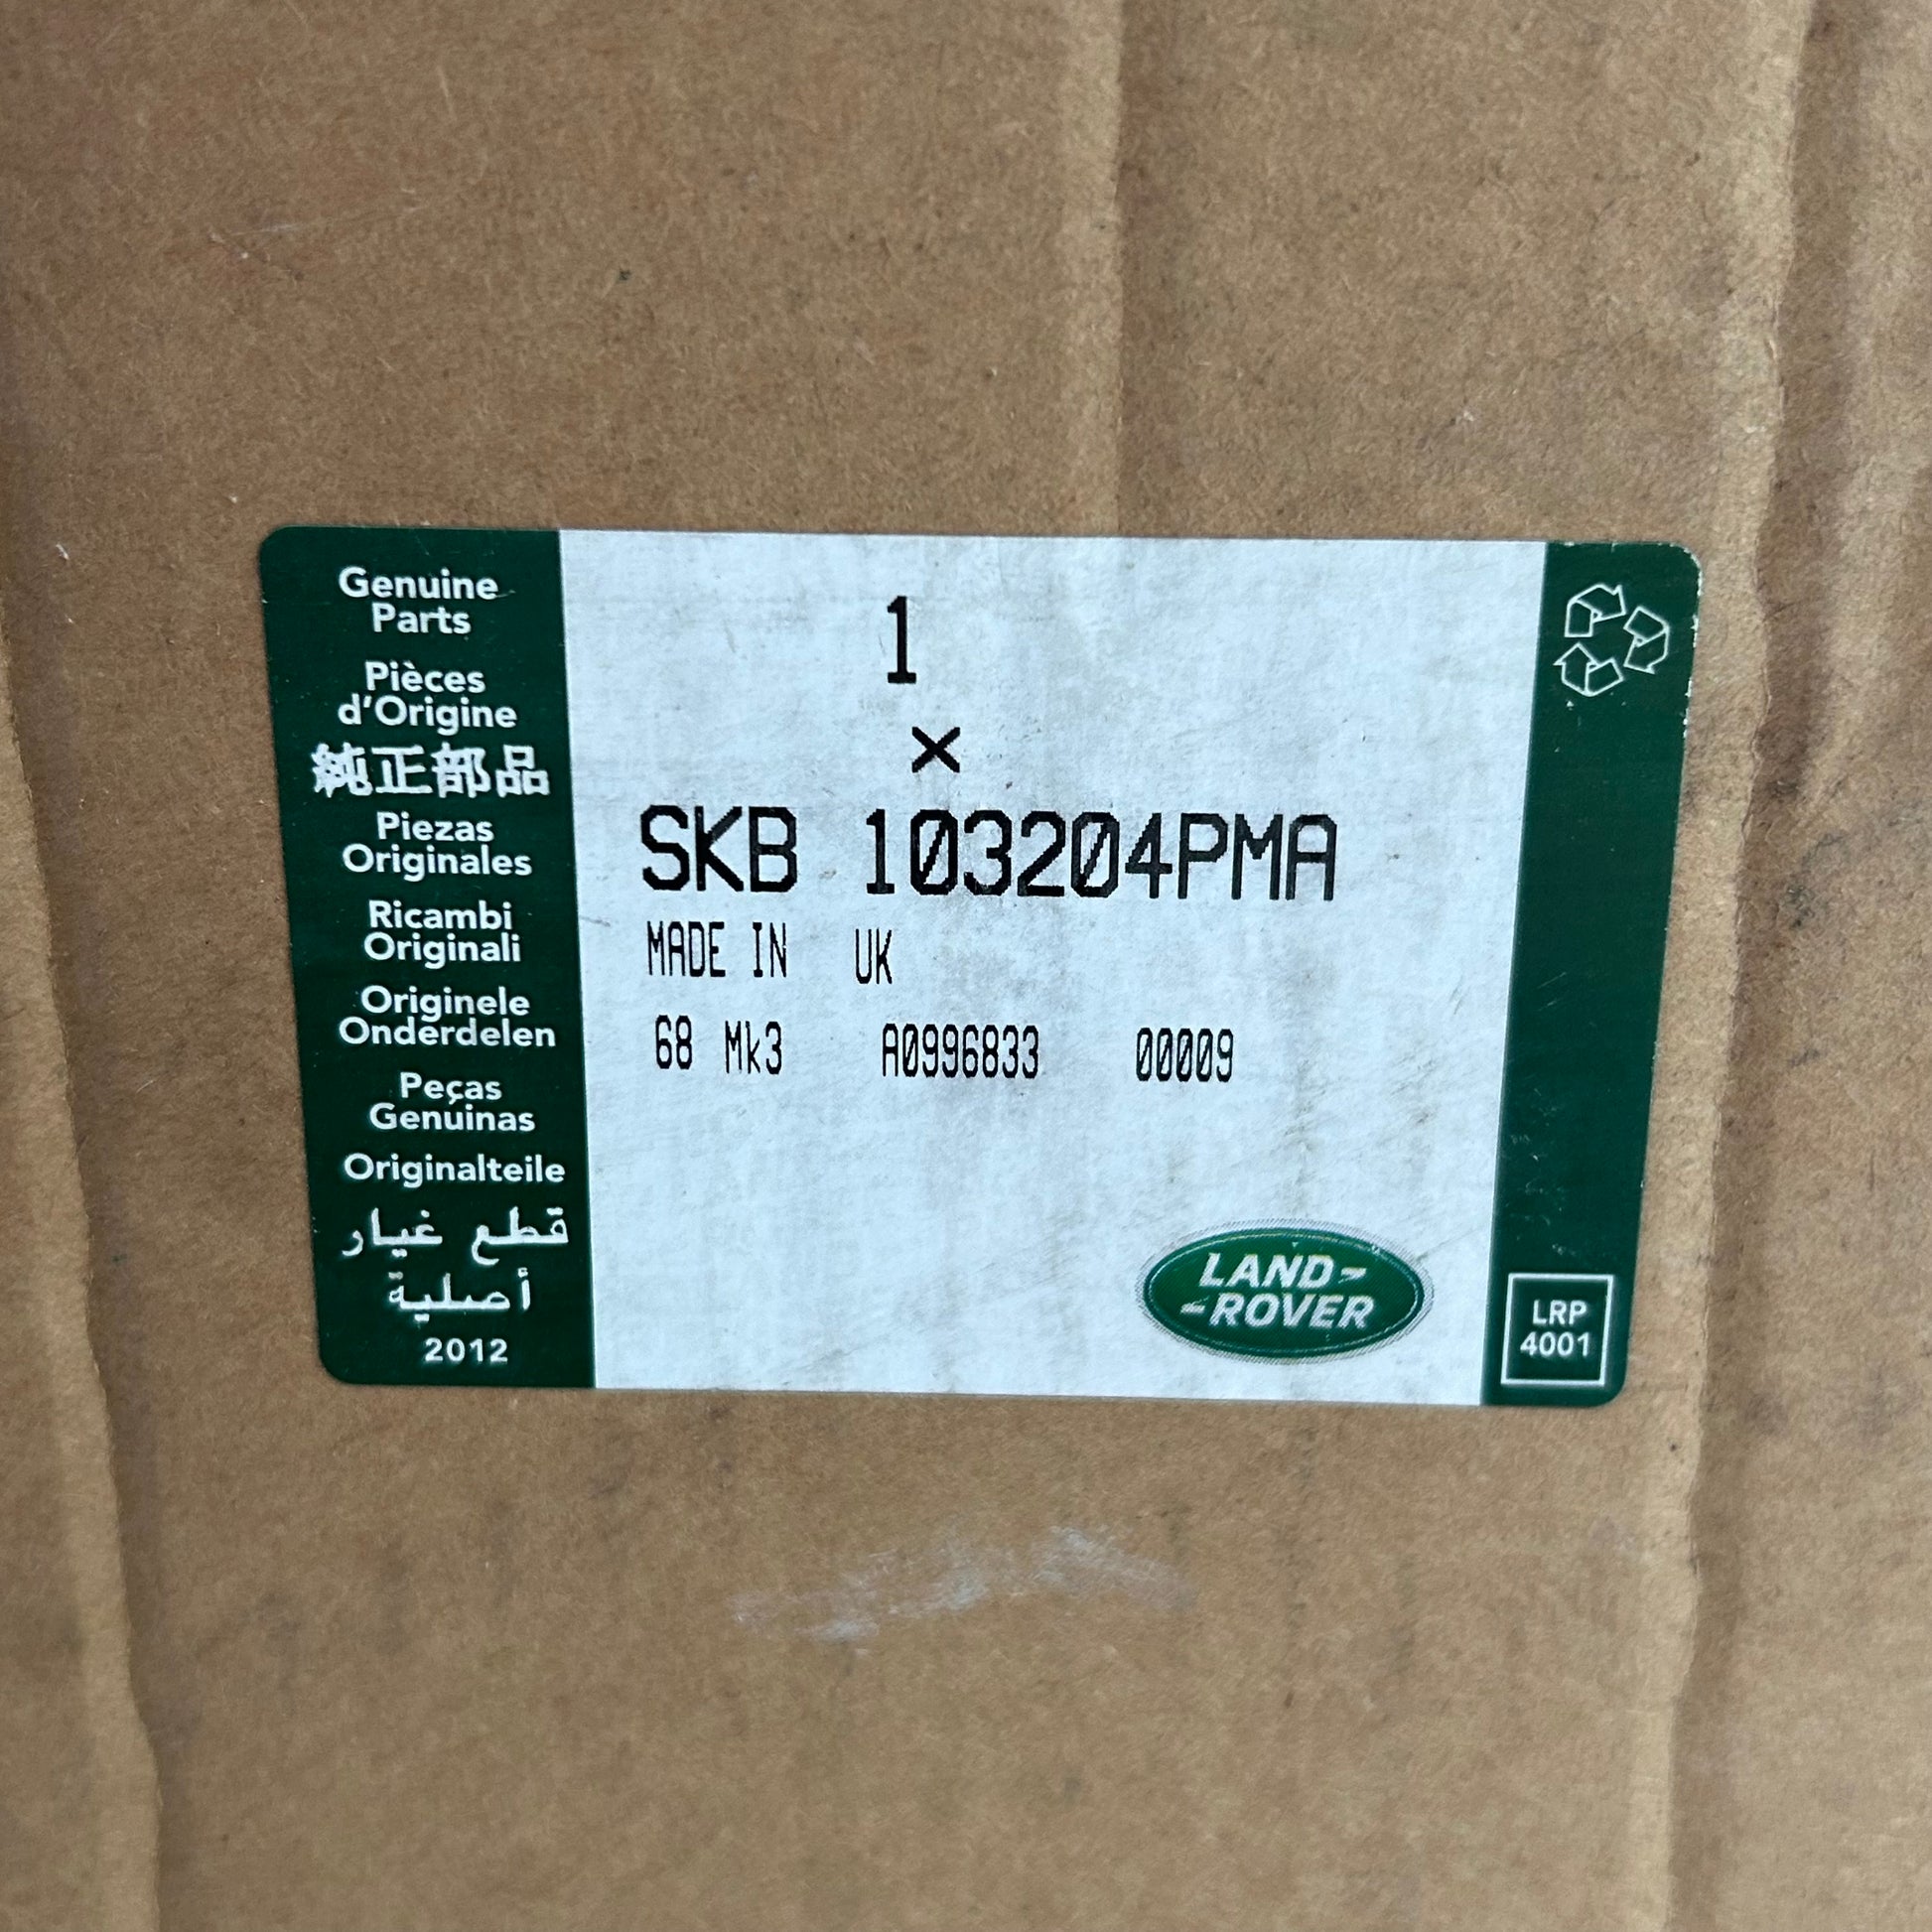 Genuine
Parts
Pièces
d'Origine
純正部品
Piezas
Originales
Ricambi
Originali
Originele
Onderdelen
Peças
Genuinas
Originalteile
قطع غيار
أصلية
2012
1
×
SKB 103204PMA
MADE IN UK
68 Mk3 A0996833 00009
LAND-
-ROVER
LRP
4001